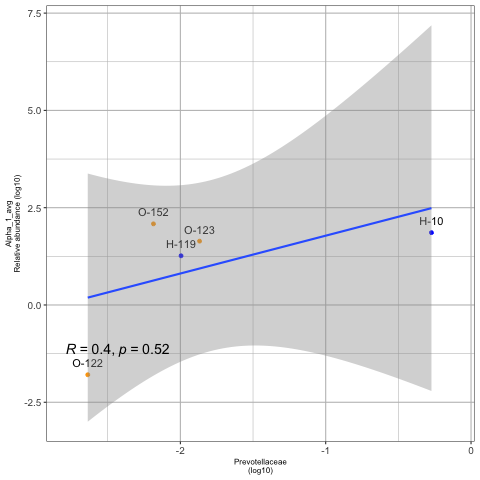 7.5
5.0
2.5
0.0
-2.5
Alpha_1_avg
Relative abundance (log10)
O-152
O-123
H-119
H-10
R = 0.4, p = 0.52
O-122
-2
-1
0
Prevotellaceae
(log10)